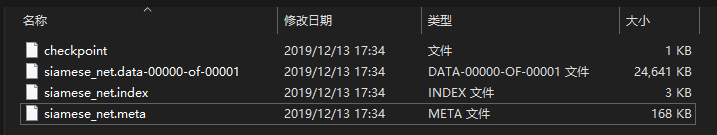 名称 修改日期 类型 大小
checkpoint 2019/12/13 17:34 文件 1 KB
siamese_net.data-00000-of-00001 2019/12/13 17:34 DATA-00000-OF-00001 文件 24,641 KB
siamese_net.index 2019/12/13 17:34 INDEX 文件 3 KB
siamese_net.meta 2019/12/13 17:34 META 文件 168 KB